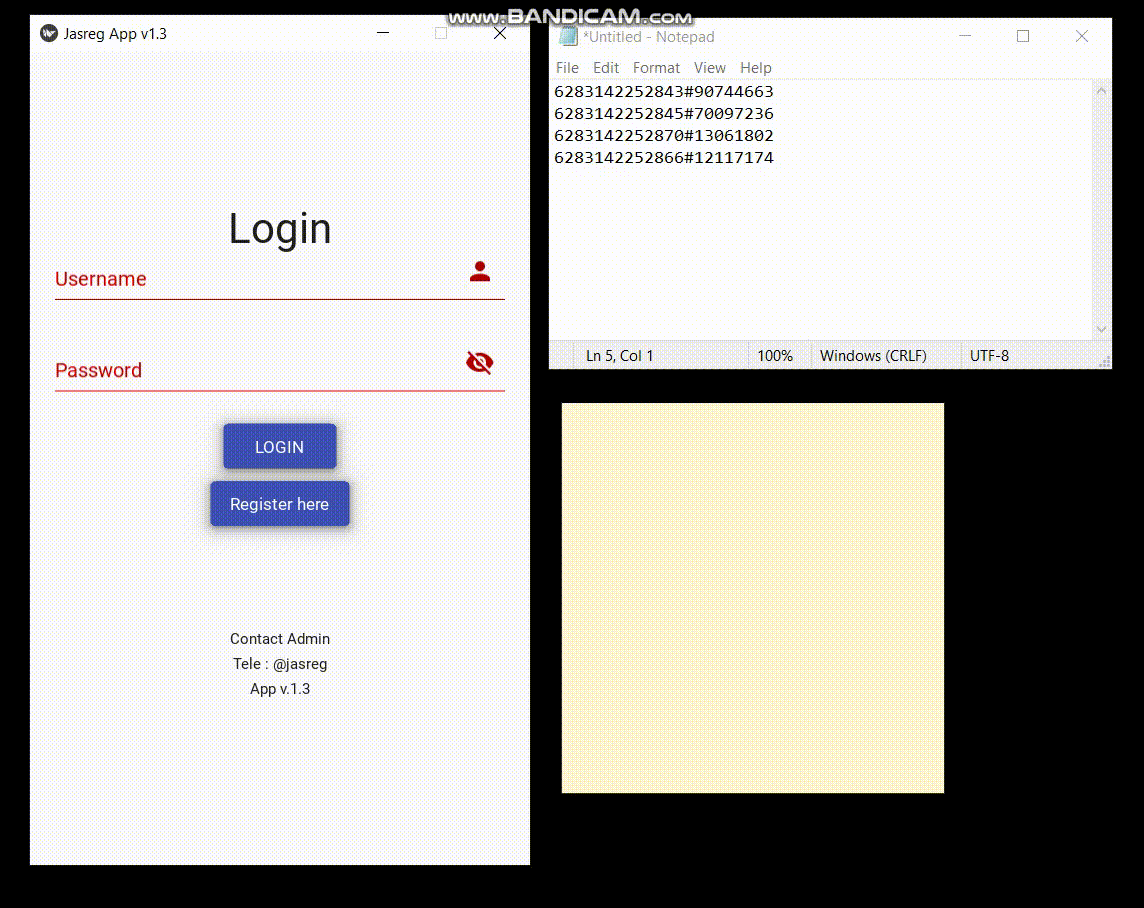 www.BANDICAM.com
Jasreg App v1.3
Login
Username
Password
LOGIN
Register here
Contact Admin
Tele : @jasreg
App v.1.3
*Untitled - Notepad
File Edit Format View Help
6283142252843#90744663
6283142252845#70097236
6283142252870#13061802
6283142252866#12117174
Ln 5, Col 1 100% Windows (CRLF) UTF-8